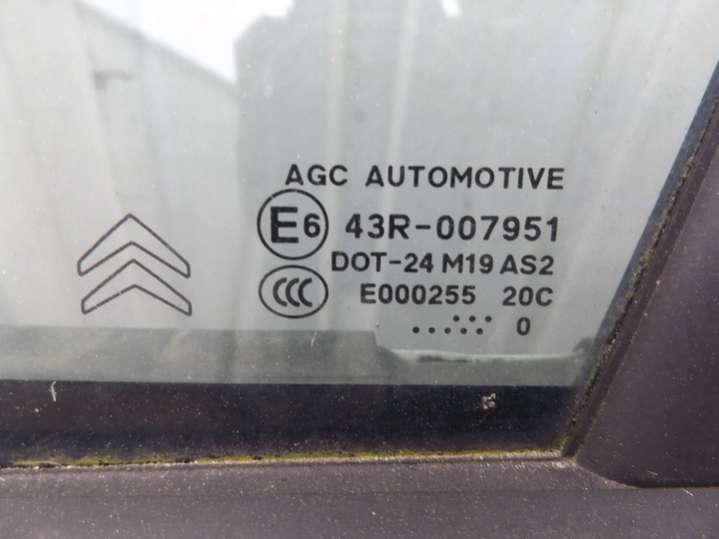 AGC AUTOMOTIVE
E6 43R-007951
DOT-24 M19 AS2
CCC E000255 20C
....:::. 0